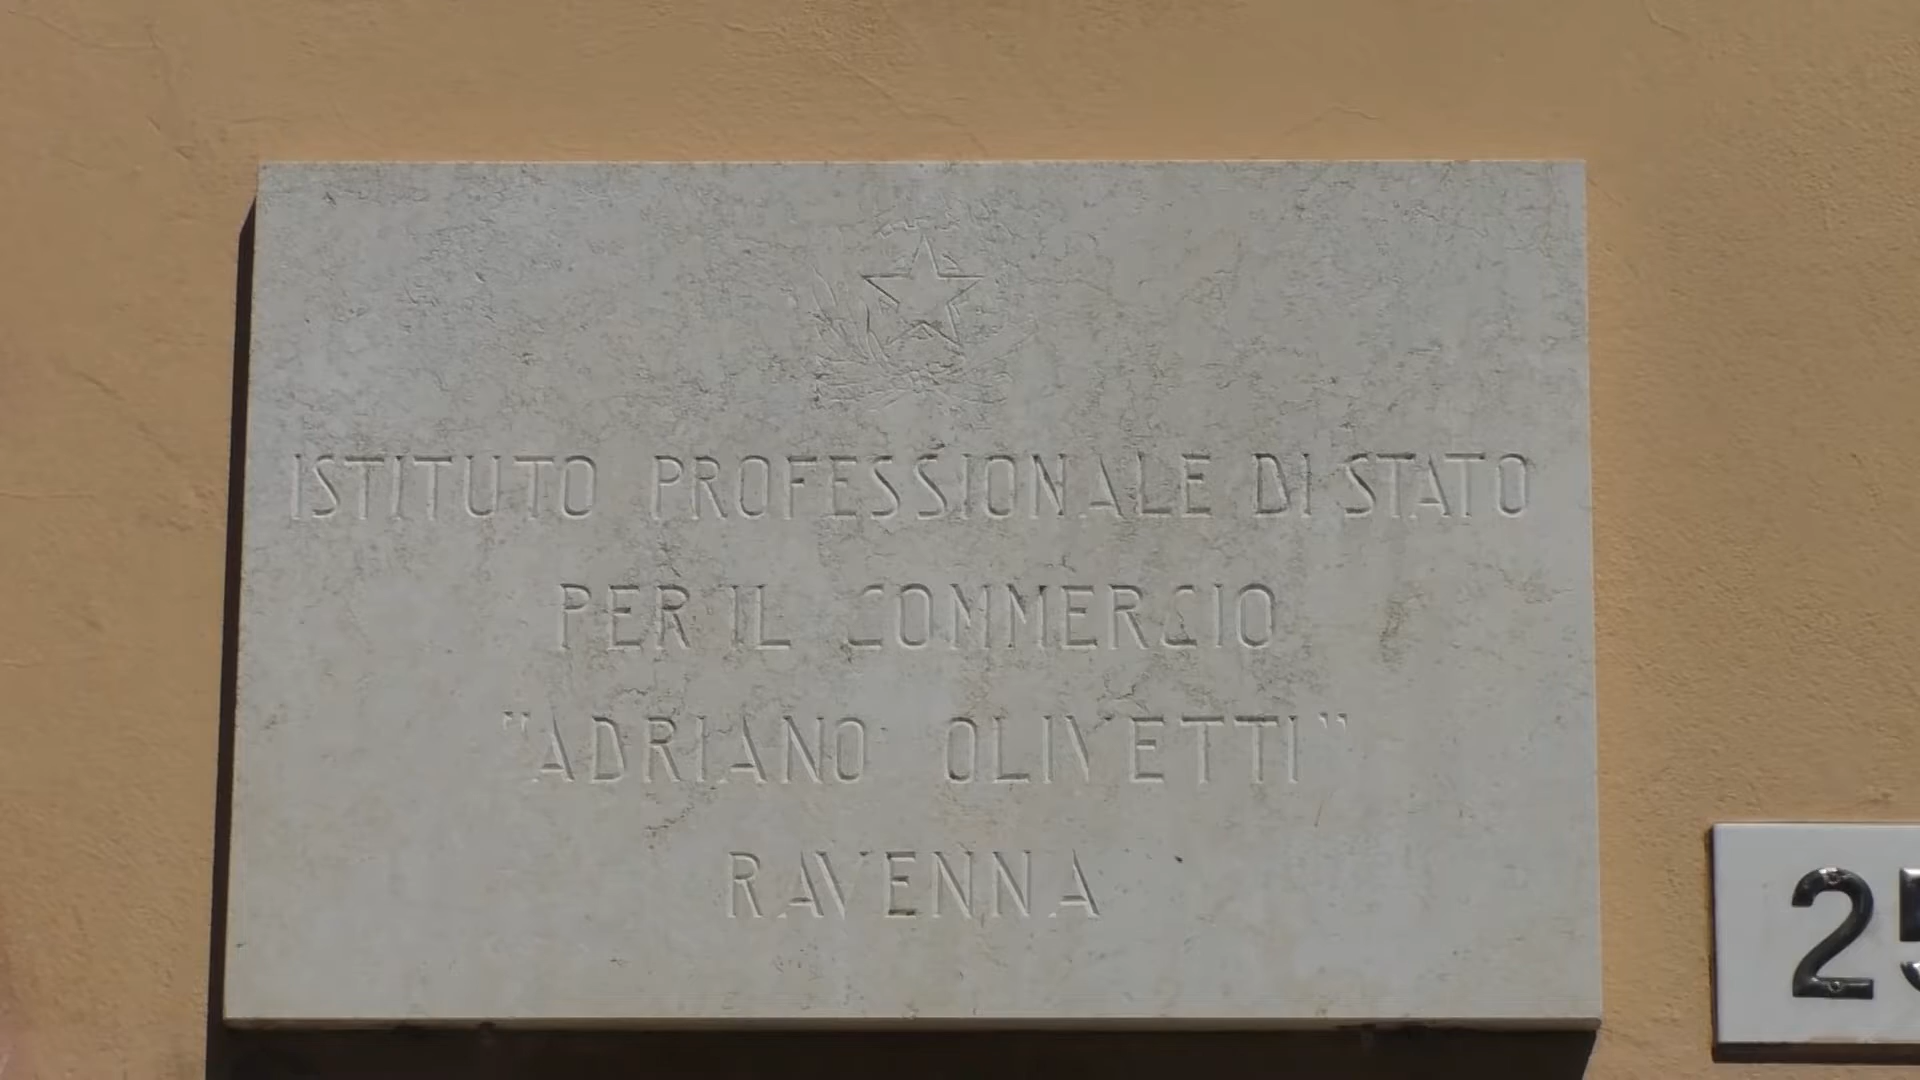 ISTITUTO PROFESSIONALE DI STATO
PER IL COMMERCIO
"ADRIANO OLIVETTI"
RAVENNA
25